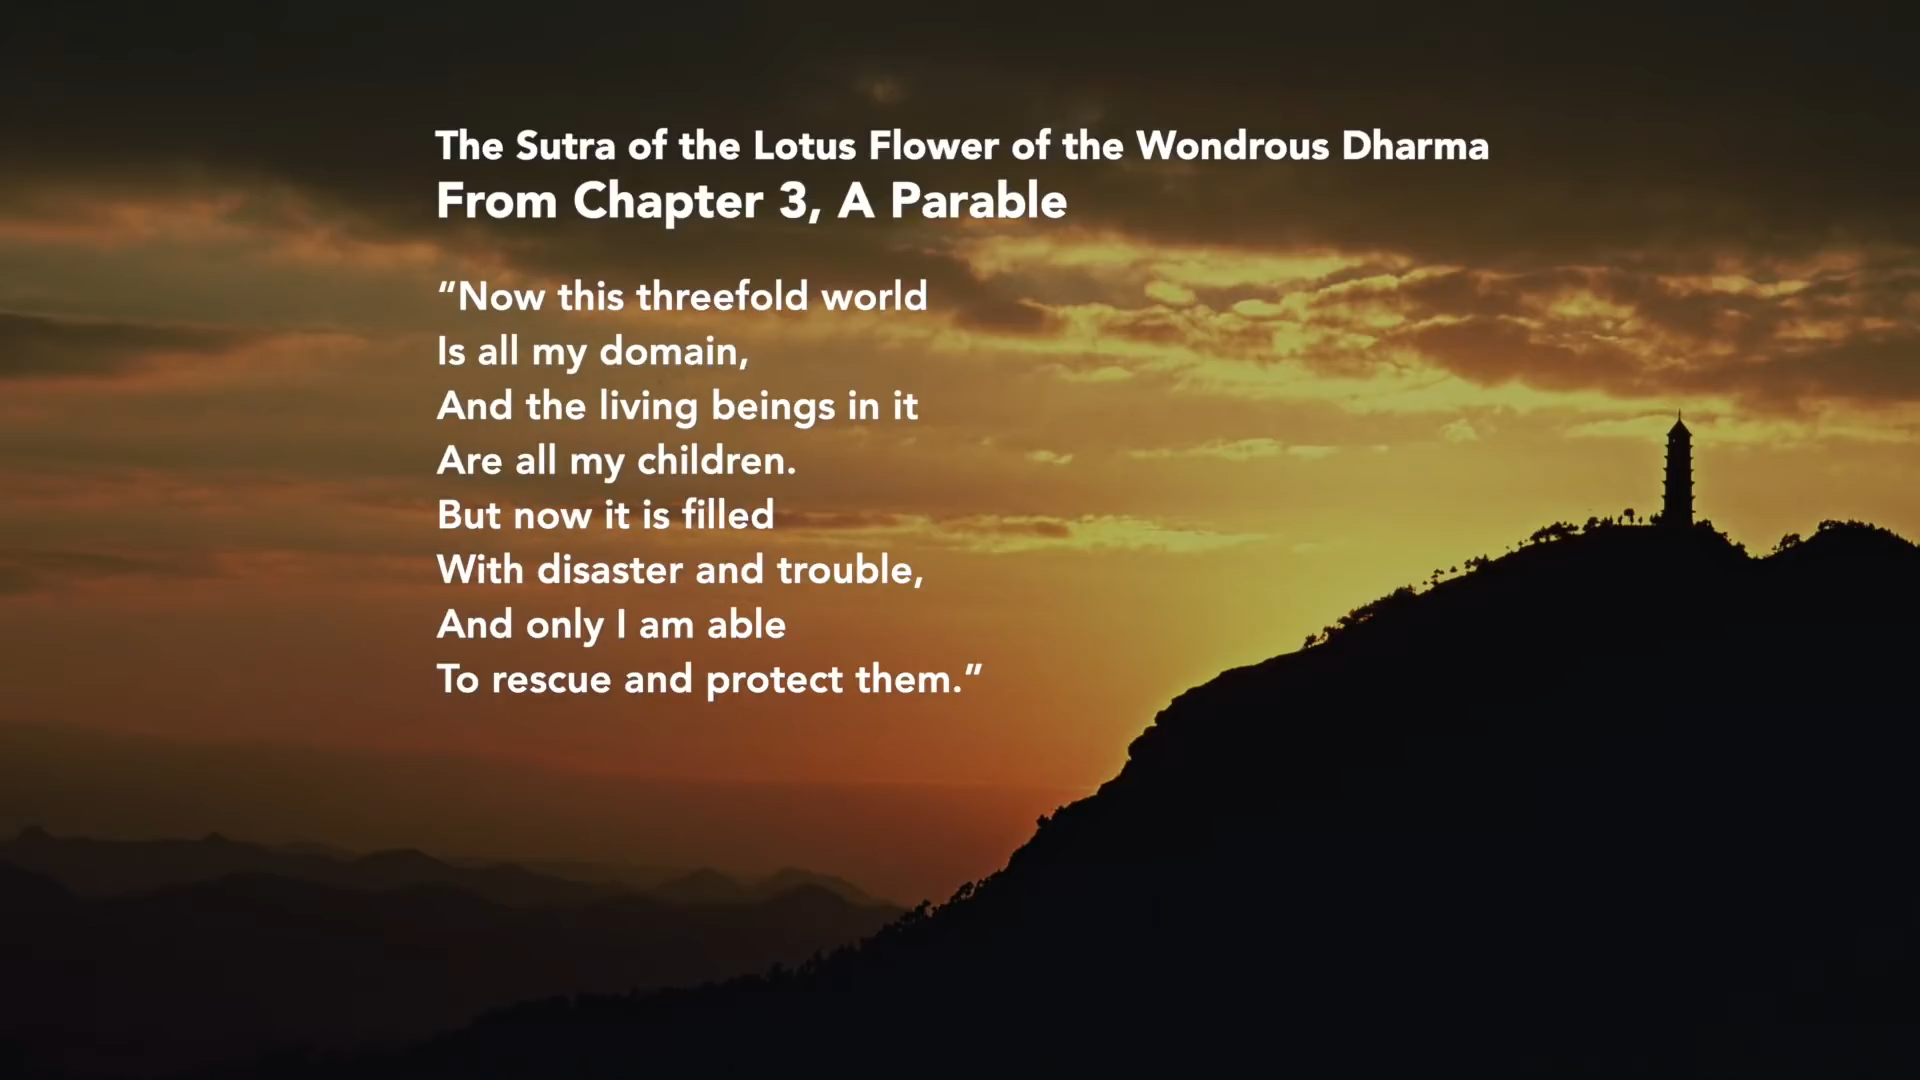 The Sutra of the Lotus Flower of the Wondrous Dharma
From Chapter 3, A Parable
“Now this threefold world
Is all my domain,
And the living beings in it
Are all my children.
But now it is filled
With disaster and trouble,
And only I am able
To rescue and protect them.”